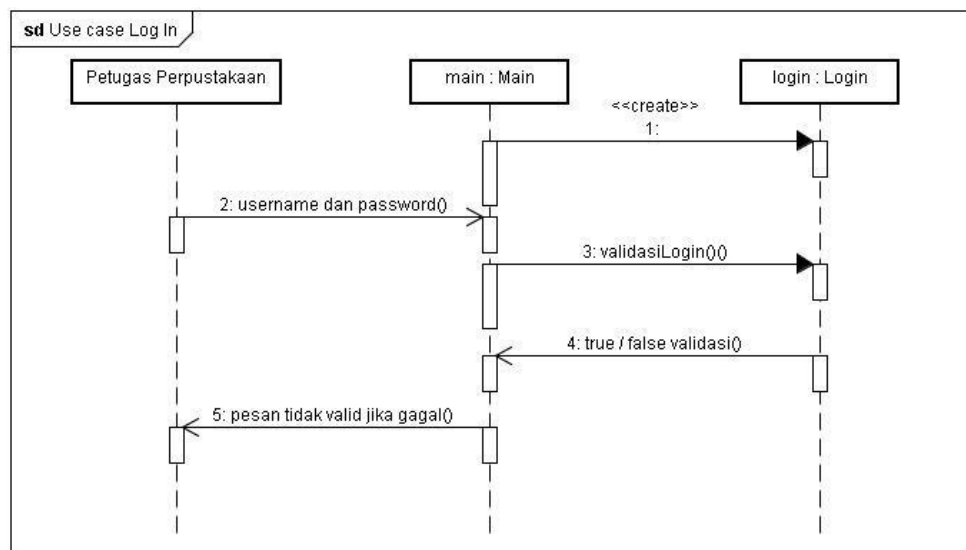 sd Use case Log In
Petugas Perpustakaan
main : Main
login : Login
<<create>>
1:
2: username dan password()
3: validasiLogin()()
4: true / false validasi()
5: pesan tidak valid jika gagal()